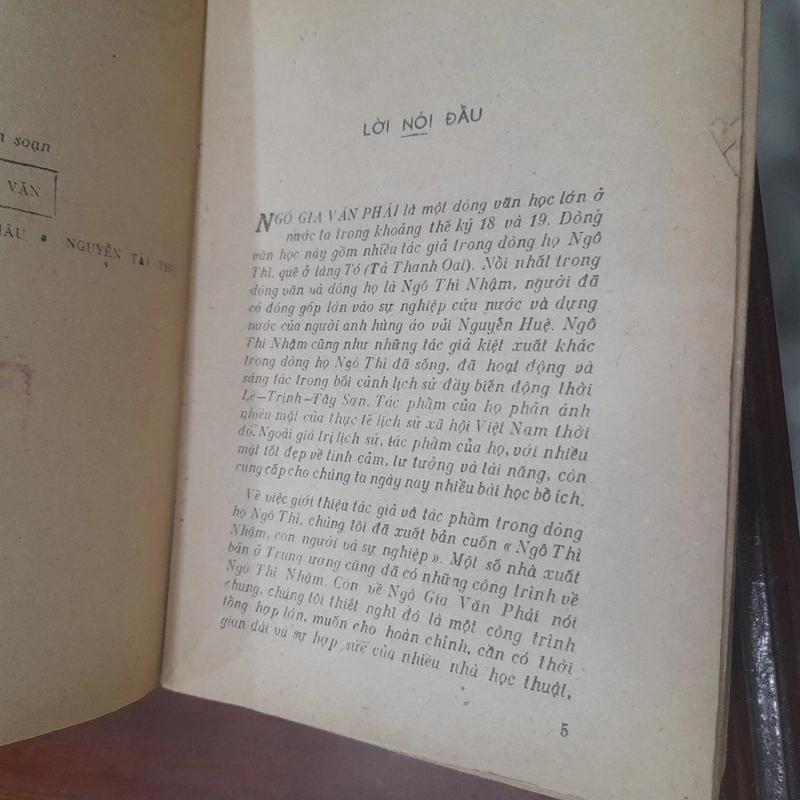 soạn
VĂN
• NGUYỄN TÀI
LỜI NÓI ĐẦU
NGÔ GIA VĂN PHÁI là một dòng văn học lớn ở
nước ta trong khoảng thế kỷ 18 và 19. Dòng
văn học này gồm nhiều tác giả trong dòng họ Ngô
Thì, quê ở làng Tó (Tả Thanh Oai). Nổi nhất trong
dòng văn và dòng họ là Ngô Thì Nhậm, người đã
có đóng góp lớn vào sự nghiệp cứu nước và dựng
nước của người anh hùng áo vải Nguyễn Huệ. Ngô
Thì Nhậm cũng như những tác giả kiệt xuất khác
trong dòng họ Ngô Thì đã sống, đã hoạt động và
sáng tác trong bối cảnh lịch sử đầy biến động thời
Lê—Trịnh—Tây Sơn. Tác phẩm của họ phản ánh
nhiều mặt của thực tế lịch sử xã hội Việt Nam thời
đó. Ngoài giá trị lịch sử, tác phẩm của họ, với nhiều
mặt tốt đẹp về tình cảm, tư tưởng và tài năng, còn
cung cấp cho chúng ta ngày nay nhiều bài học bổ ích.
Về việc giới thiệu tác giả và tác phẩm trong dòng
họ Ngô Thì, chúng tôi đã xuất bản cuốn « Ngô Thì
Nhậm, con người và sự nghiệp ». Một số nhà xuất
bản ở Trung ương cũng đã có những công trình về
Ngô Thì Nhậm. Còn về Ngô Gia Văn Phái nói
chung, chúng tôi thiết nghĩ đó là một công trình
tổng hợp lớn, muốn cho hoàn chỉnh, cần có thời
gian dài và sự hợp sức của nhiều nhà học thuật,
5